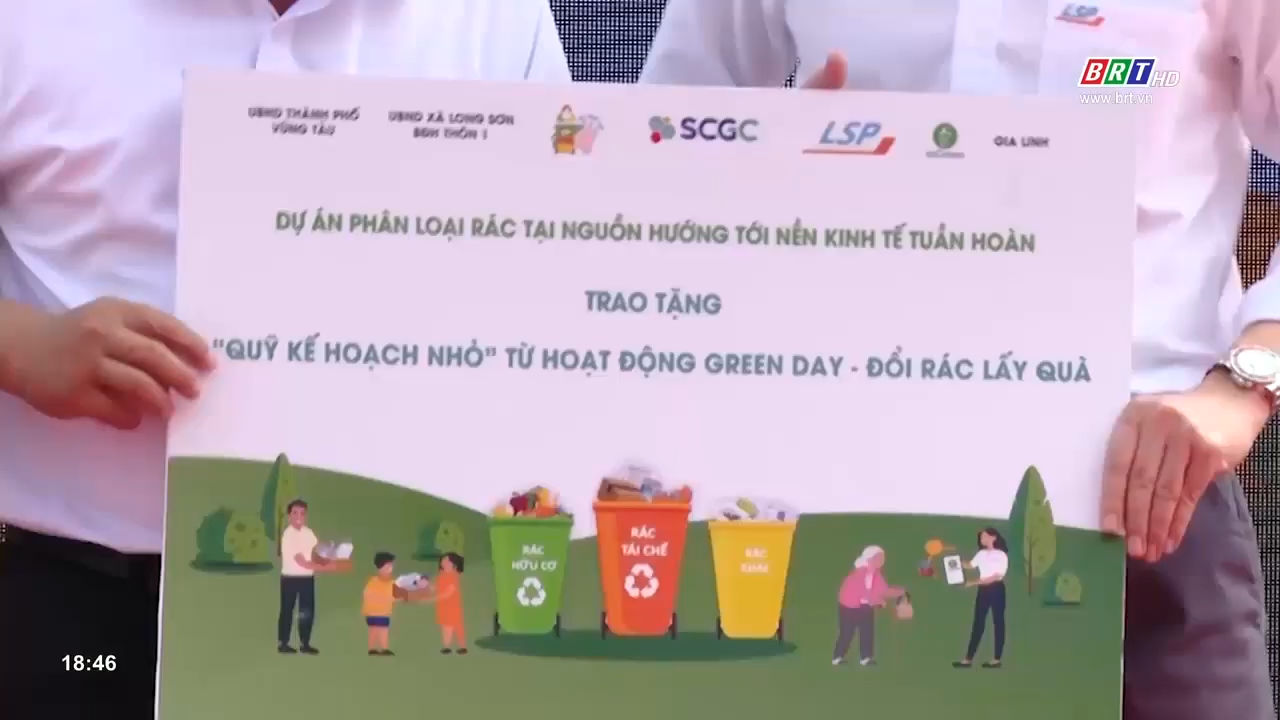 LSP
BRT HD
www.brt.vn
UBND THÀNH PHỐ
VŨNG TÀU
UBND XÃ LONG SƠN
BĐH THÔN 1
SCGC
LSP
GIA LINH
DỰ ÁN PHÂN LOẠI RÁC TẠI NGUỒN HƯỚNG TỚI NỀN KINH TẾ TUẦN HOÀN
TRAO TẶNG
"QUỸ KẾ HOẠCH NHỎ" TỪ HOẠT ĐỘNG GREEN DAY - ĐỔI RÁC LẤY QUÀ
RÁC
HỮU CƠ
RÁC
TÁI CHẾ
RÁC
KHÁC
18:46